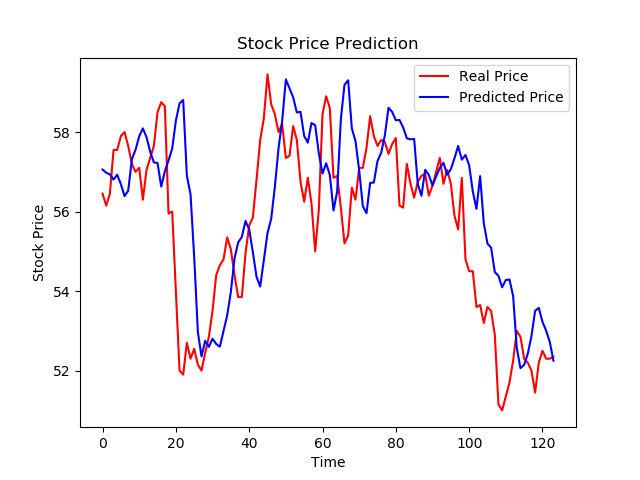 Stock Price Prediction
Real Price
Predicted Price
Stock Price
58
56
54
52
0 20 40 60 80 100 120
Time